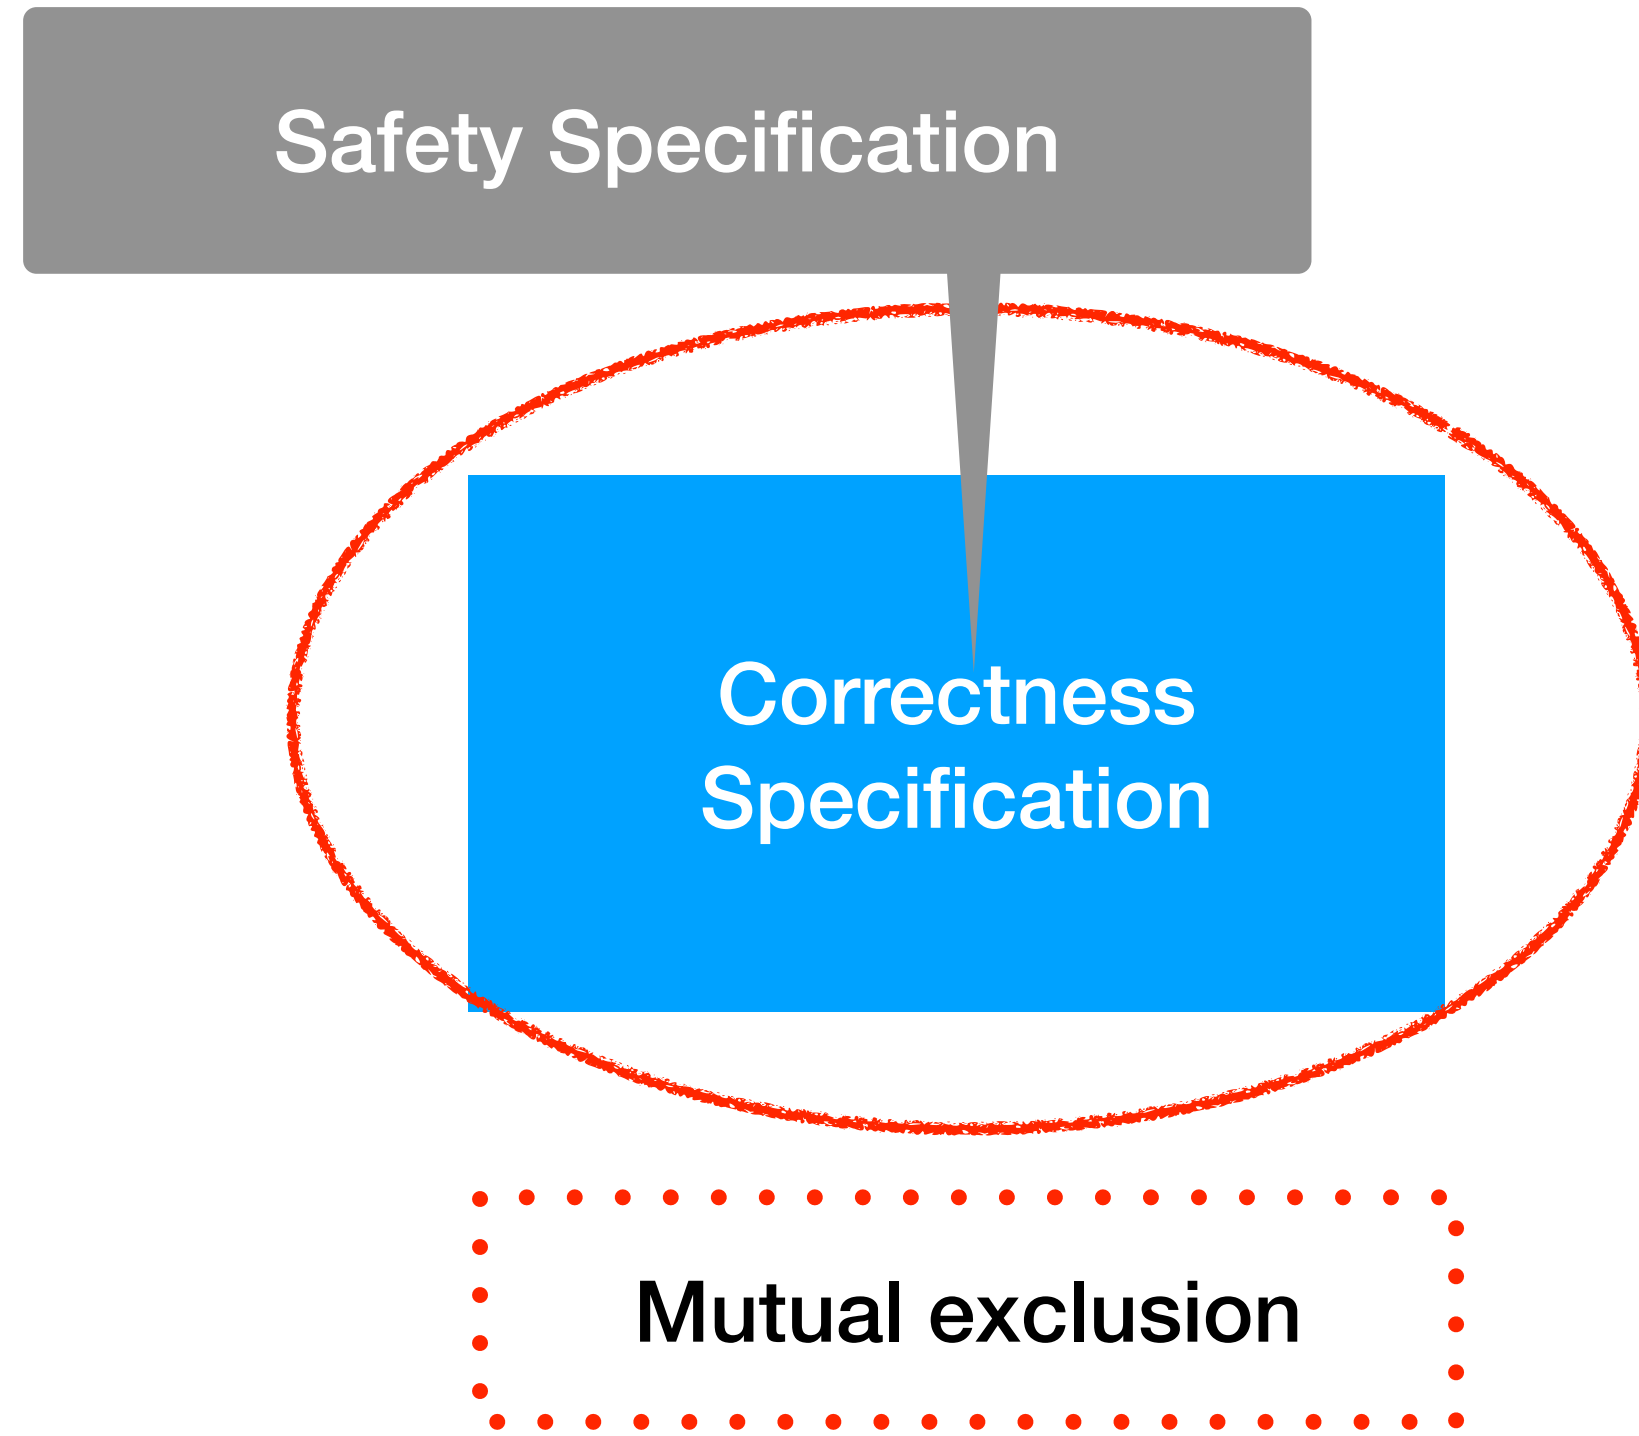 Safety Specification
Correctness
Specification
Mutual exclusion